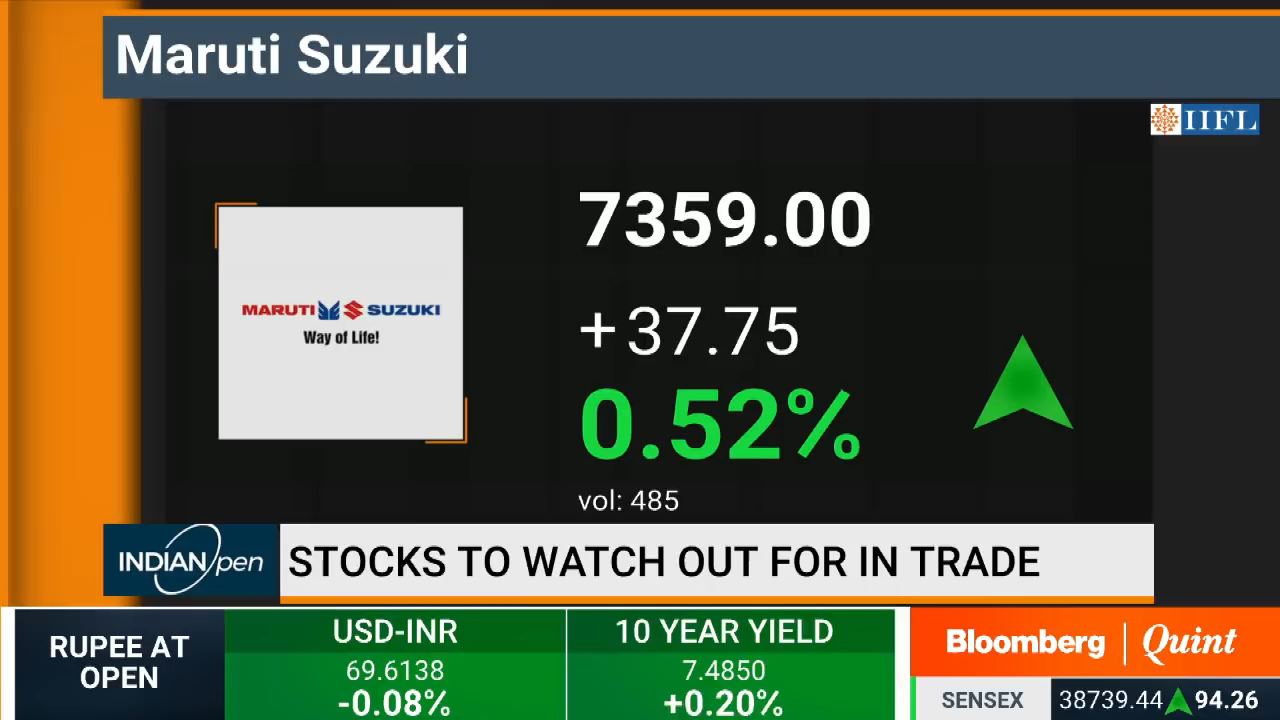 Maruti Suzuki
IIFL
7359.00
MARUTI SUZUKI
Way of Life!
+37.75
0.52%
vol: 485
INDIAN Open
STOCKS TO WATCH OUT FOR IN TRADE
RUPEE AT
OPEN
USD-INR
69.6138
-0.08%
10 YEAR YIELD
7.4850
+0.20%
Bloomberg | Quint
SENSEX 38739.44 94.26